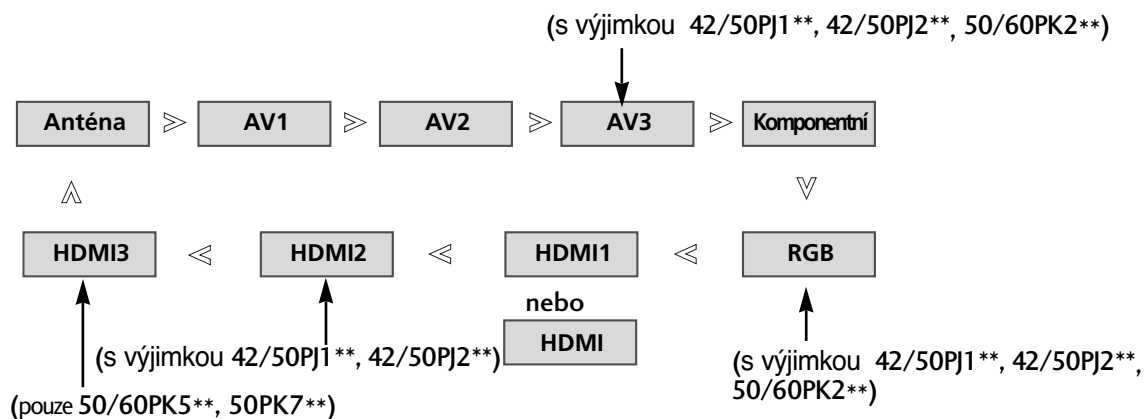 (s výjimkou 42/50PJ1**, 42/50PJ2**, 50/60PK2**)
Anténa
AV1
AV2
AV3
Komponentní
HDMI3
HDMI2
HDMI1
RGB
nebo
HDMI
(s výjimkou 42/50PJ1**, 42/50PJ2**)
(s výjimkou 42/50PJ1**, 42/50PJ2**,
50/60PK2**)
(pouze 50/60PK5**, 50PK7**)